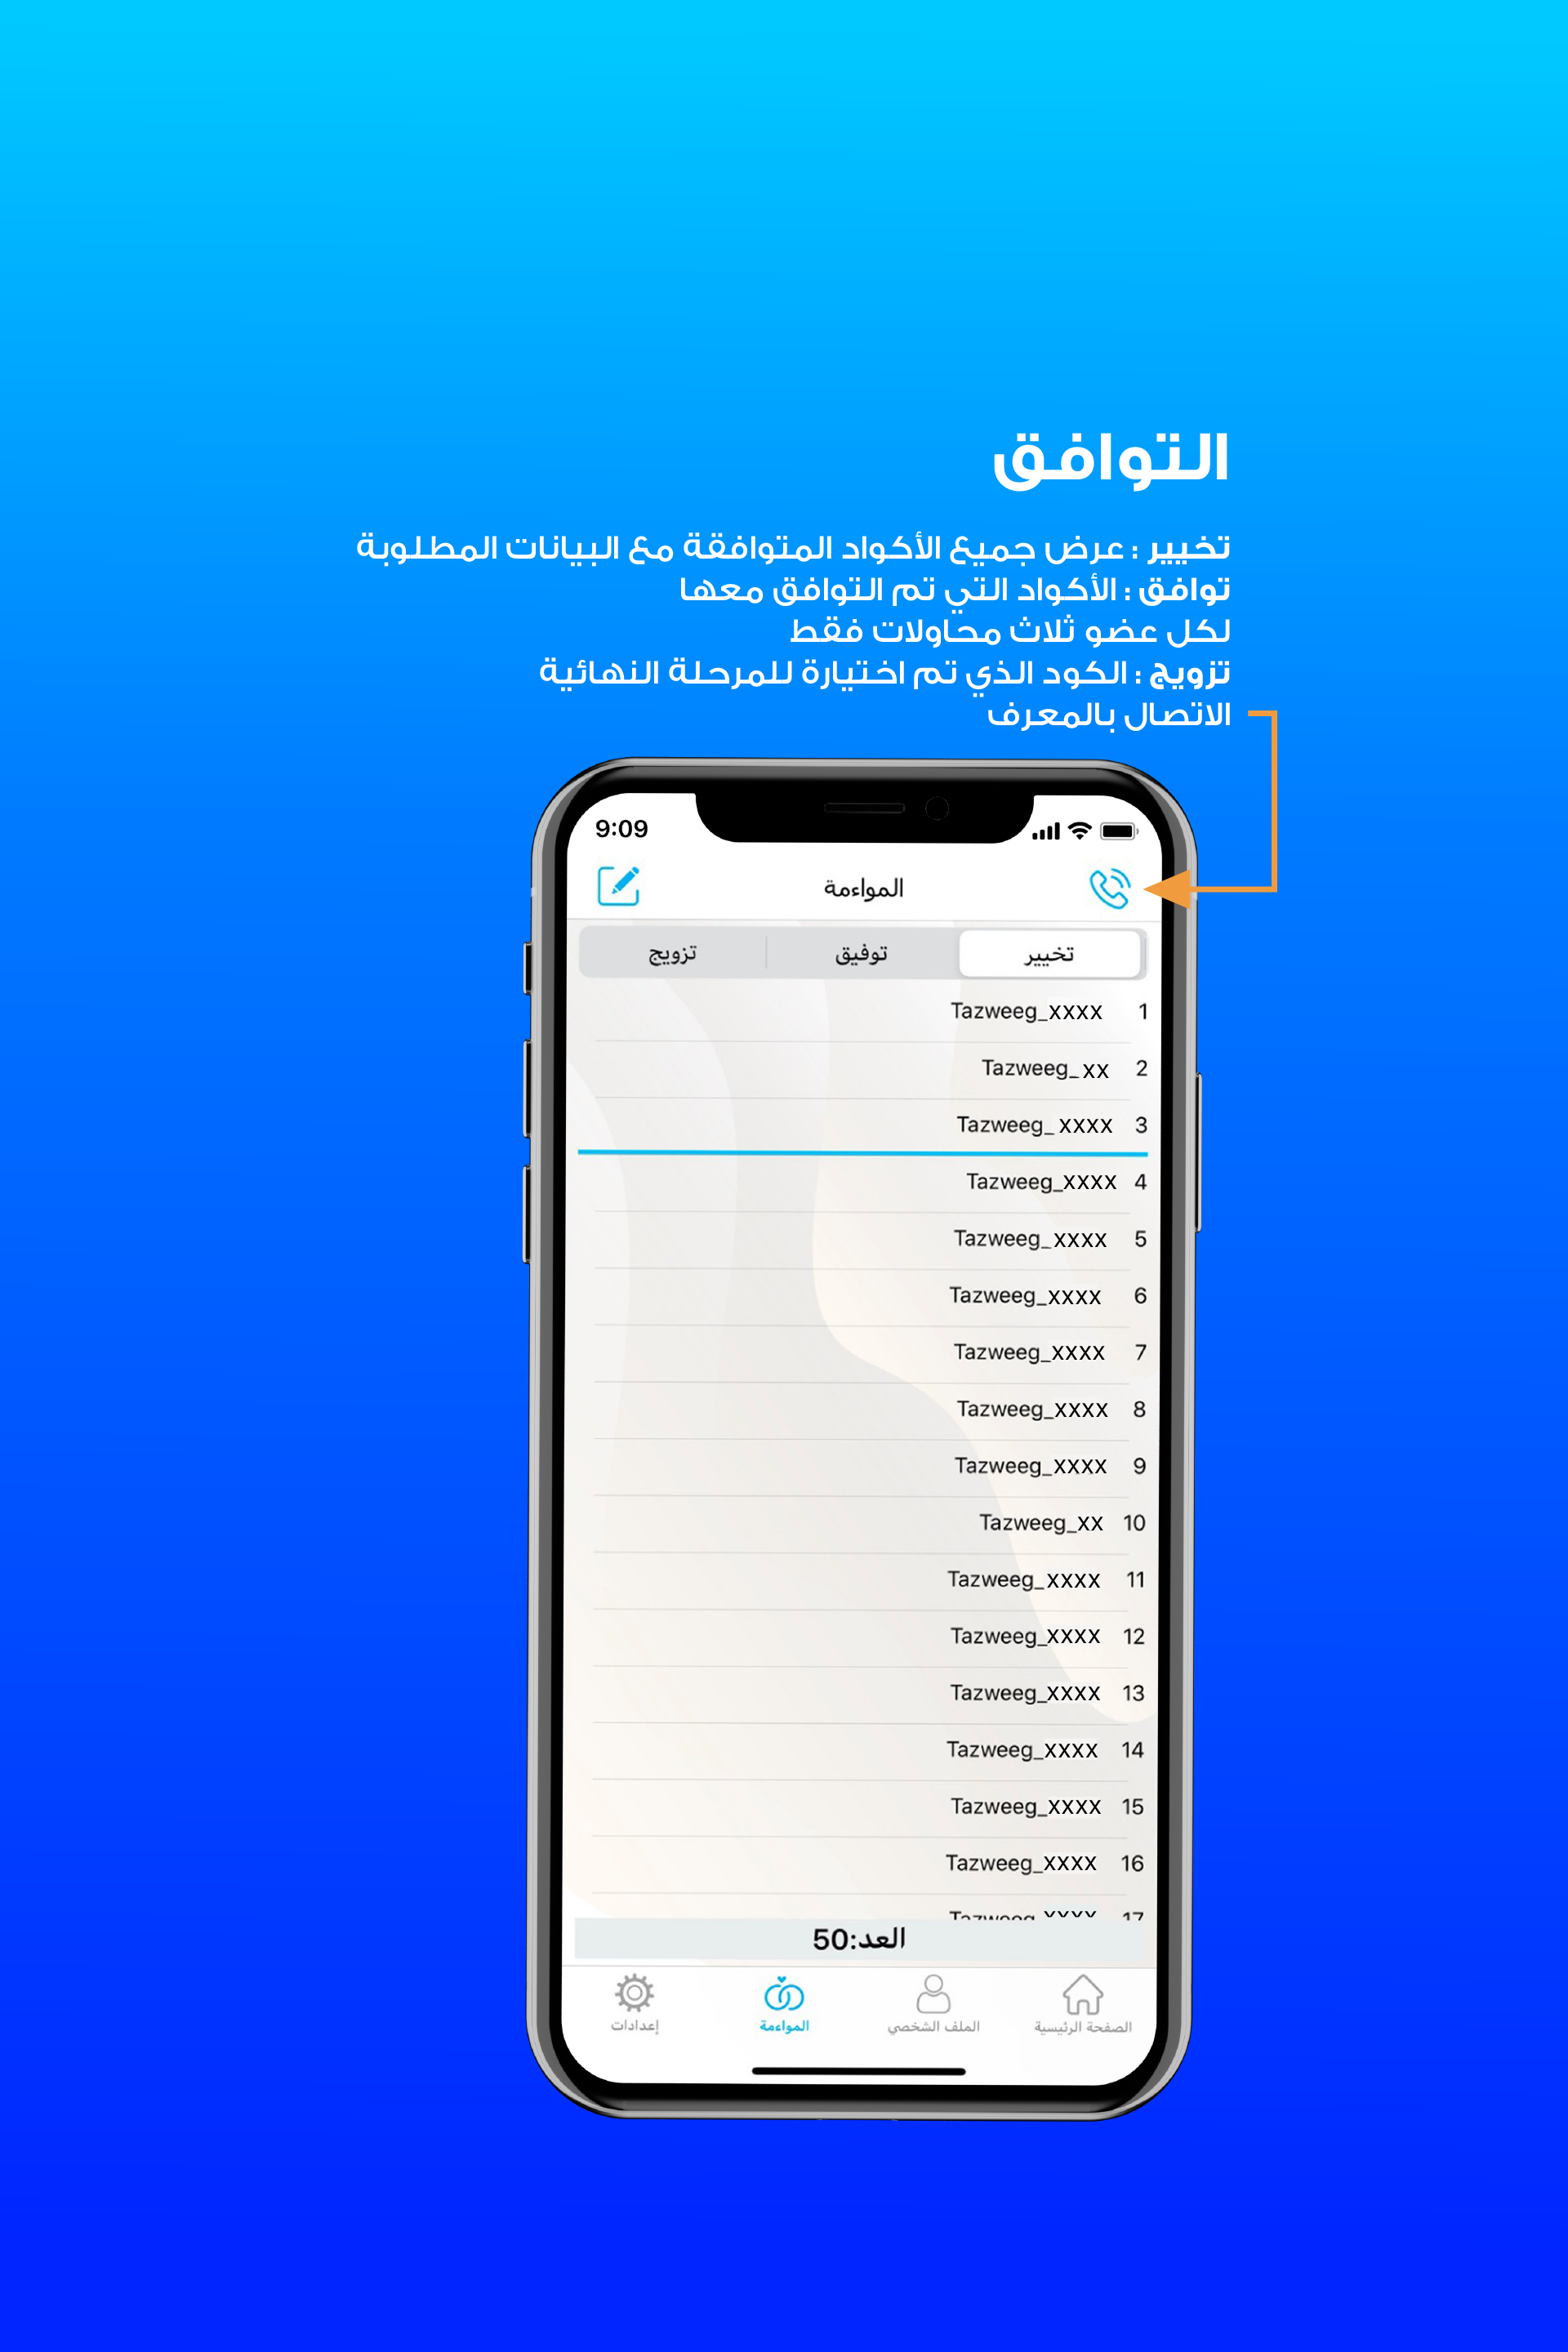 التوافق
تخيير : عرض جميع الأكواد المتوافقة مع البيانات المطلوبة
توافق : الأكواد التي تم التوافق معها
لكل عضو ثلاث محاولات فقط
تزويج : الكود الذي تم اختيارة للمرحلة النهائية
الاتصال بالمعرف
9:09
المواءمة
تخيير توفيق تزويج
1 Tazweeg_xxxx
2 Tazweeg_xx
3 Tazweeg_ xxxx
4 Tazweeg_xxxx
5 Tazweeg_xxxx
6 Tazweeg_xxxx
7 Tazweeg_xxxx
8 Tazweeg_xxxx
9 Tazweeg_xxxx
10 Tazweeg_xx
11 Tazweeg_xxxx
12 Tazweeg_xxxx
13 Tazweeg_xxxx
14 Tazweeg_xxxx
15 Tazweeg_xxxx
16 Tazweeg_xxxx
17 Tazweeg_xxxx
العد:50
الصفحة الرئيسية الملف الشخصي المواءمة إعدادات